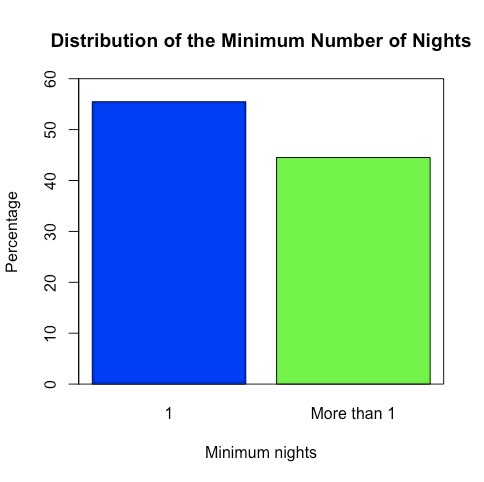 Distribution of the Minimum Number of Nights
Percentage
60
50
40
30
20
10
0
1
More than 1
Minimum nights